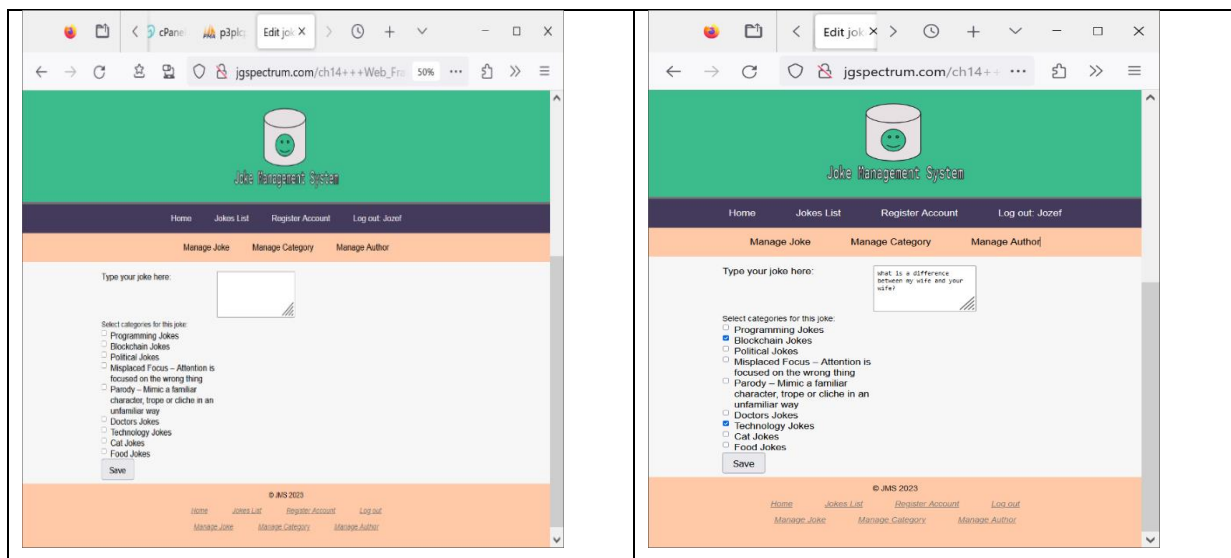 cPane
p3plc
Edit jok
jgspectrum.com/ch14+++Web_Fra
50%
Joke Management System
Home Jokes List Register Account Log out: Jozef
Manage Joke Manage Category Manage Author
Type your joke here:
Select categories for this joke:
Programming Jokes
Blockchain Jokes
Political Jokes
Misplaced Focus – Attention is
focused on the wrong thing
Parody – Mimic a familiar
character, trope or cliche in an
unfamiliar way
Doctors Jokes
Technology Jokes
Cat Jokes
Food Jokes
Save
© JMS 2023
Home Jokes List Register Account Log out
Manage Joke Manage Category Manage Author
Edit jok
jgspectrum.com/ch14++
Joke Management System
Home Jokes List Register Account Log out: Jozef
Manage Joke Manage Category Manage Author
Type your joke here:
What is a difference
between my wife and your
wife?
Select categories for this joke:
Programming Jokes
Blockchain Jokes
Political Jokes
Misplaced Focus – Attention is
focused on the wrong thing
Parody – Mimic a familiar
character, trope or cliche in an
unfamiliar way
Doctors Jokes
Technology Jokes
Cat Jokes
Food Jokes
Save
© JMS 2023
Home Jokes List Register Account Log out
Manage Joke Manage Category Manage Author